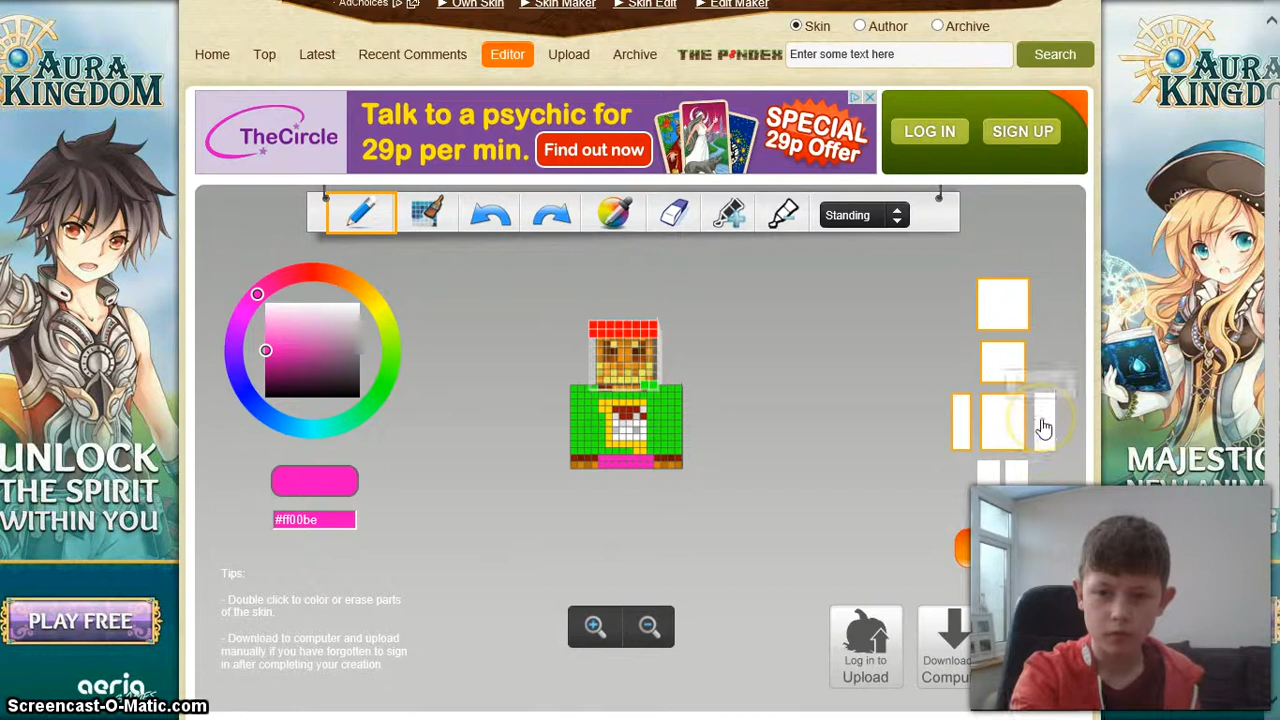 AdChoices
Own Skin
Skin Maker
Skin Edit
Edit Maker
Skin
Author
Archive
Home
Top
Latest
Recent Comments
Editor
Upload
Archive
Enter some text here
Search
AURA
KINGDOM
TheCircle
Talk to a psychic for
29p per min.
Find out now
SPECIAL
29p Offer
LOG IN
SIGN UP
Standing
#ff00be
Tips:
- Double click to color or erase parts
of the skin.
- Download to computer and upload
manually if you have forgotten to sign
in after completing your creation
Log in to
Upload
Download
Compu
UNLOCK
THE SPIRIT
WITHIN YOU
PLAY FREE
aeria
GAMES
MAJESTIC
Screencast-O-Matic.com